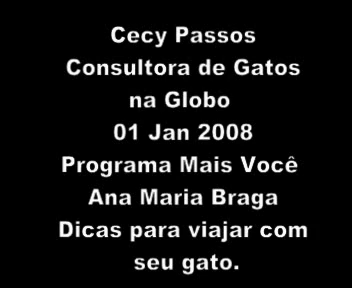 Cecy Passos
Consultora de Gatos
na Globo
01 Jan 2008
Programa Mais Você
Ana Maria Braga
Dicas para viajar com
seu gato.